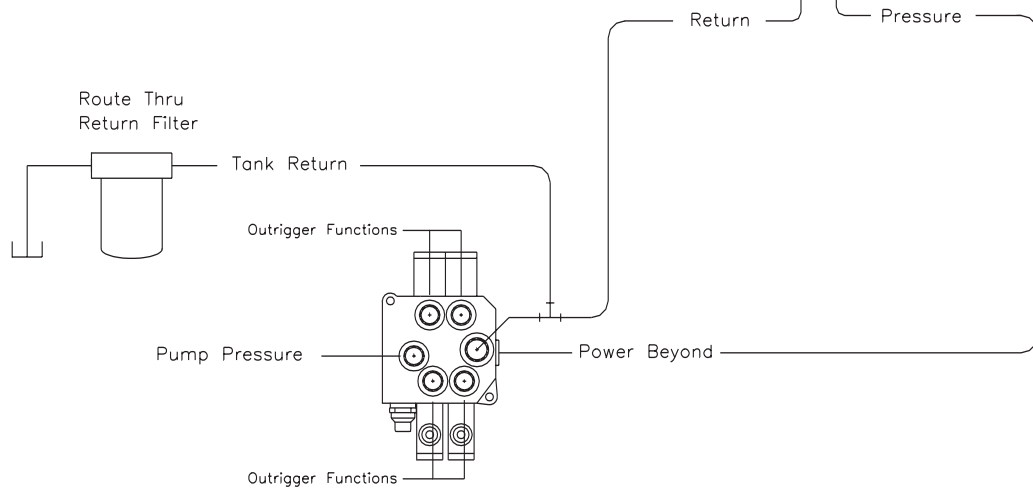 Return
Pressure
Route Thru
Return Filter
Tank Return
Outrigger Functions
Pump Pressure
Power Beyond
Outrigger Functions